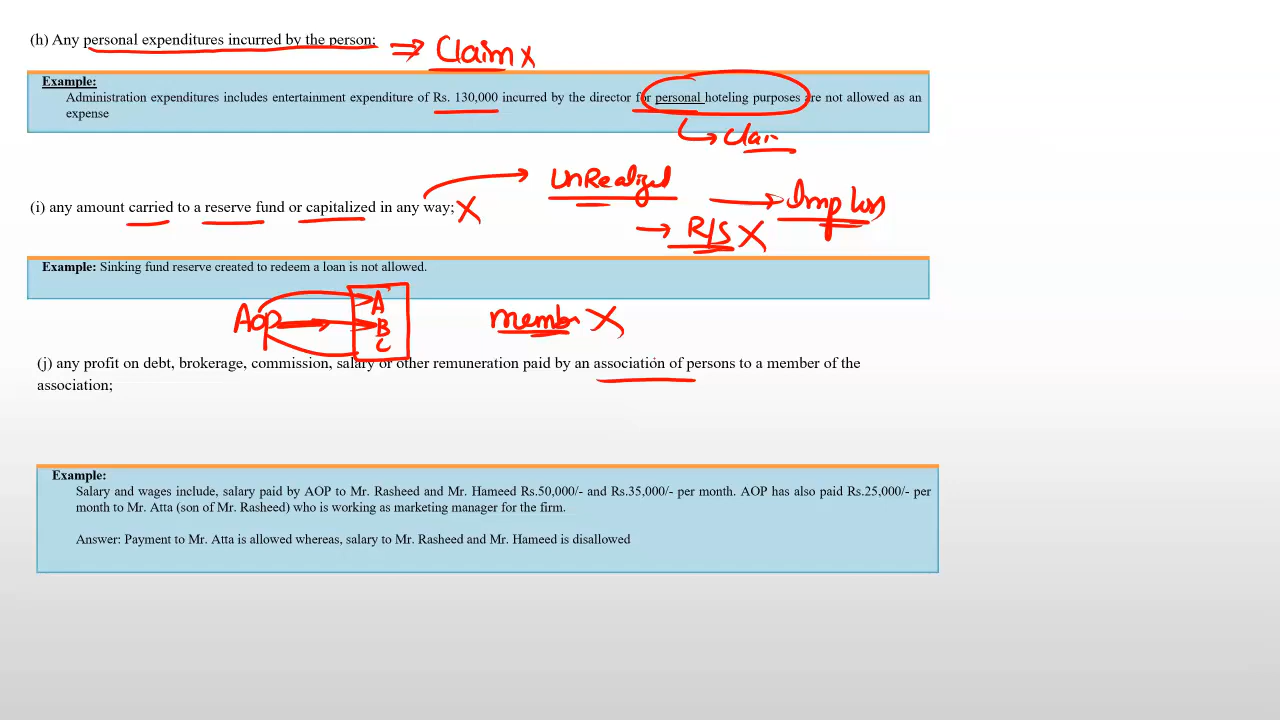 (h) Any personal expenditures incurred by the person; ⇒ Claim x
Example:
Administration expenditures includes entertainment expenditure of Rs. 130,000 incurred by the director for personal hoteling purposes are not allowed as an
expense
→ Clai
UnRealized
→ Imp Loss
(i) any amount carried to a reserve fund or capitalized in any way; X
→ R/S X
Example: Sinking fund reserve created to redeem a loan is not allowed.
A
Aop → B member X
C
(j) any profit on debt, brokerage, commission, salary or other remuneration paid by an association of persons to a member of the
association;
Example:
Salary and wages include, salary paid by AOP to Mr. Rasheed and Mr. Hameed Rs.50,000/- and Rs.35,000/- per month. AOP has also paid Rs.25,000/- per
month to Mr. Atta (son of Mr. Rasheed) who is working as marketing manager for the firm.
Answer: Payment to Mr. Atta is allowed whereas, salary to Mr. Rasheed and Mr. Hameed is disallowed